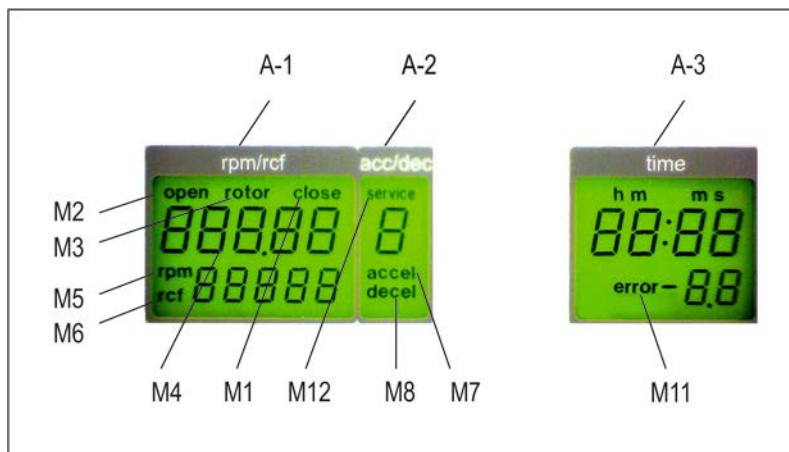 A-1 A-2 A-3
rpm/rcf acc/dec time
open rotor close service h m m s
M2
M3
888.88 8 88:88
rpm 88888 accel error – 8.8
M5
rcf decel
M6
M4 M1 M12 M8 M7 M11